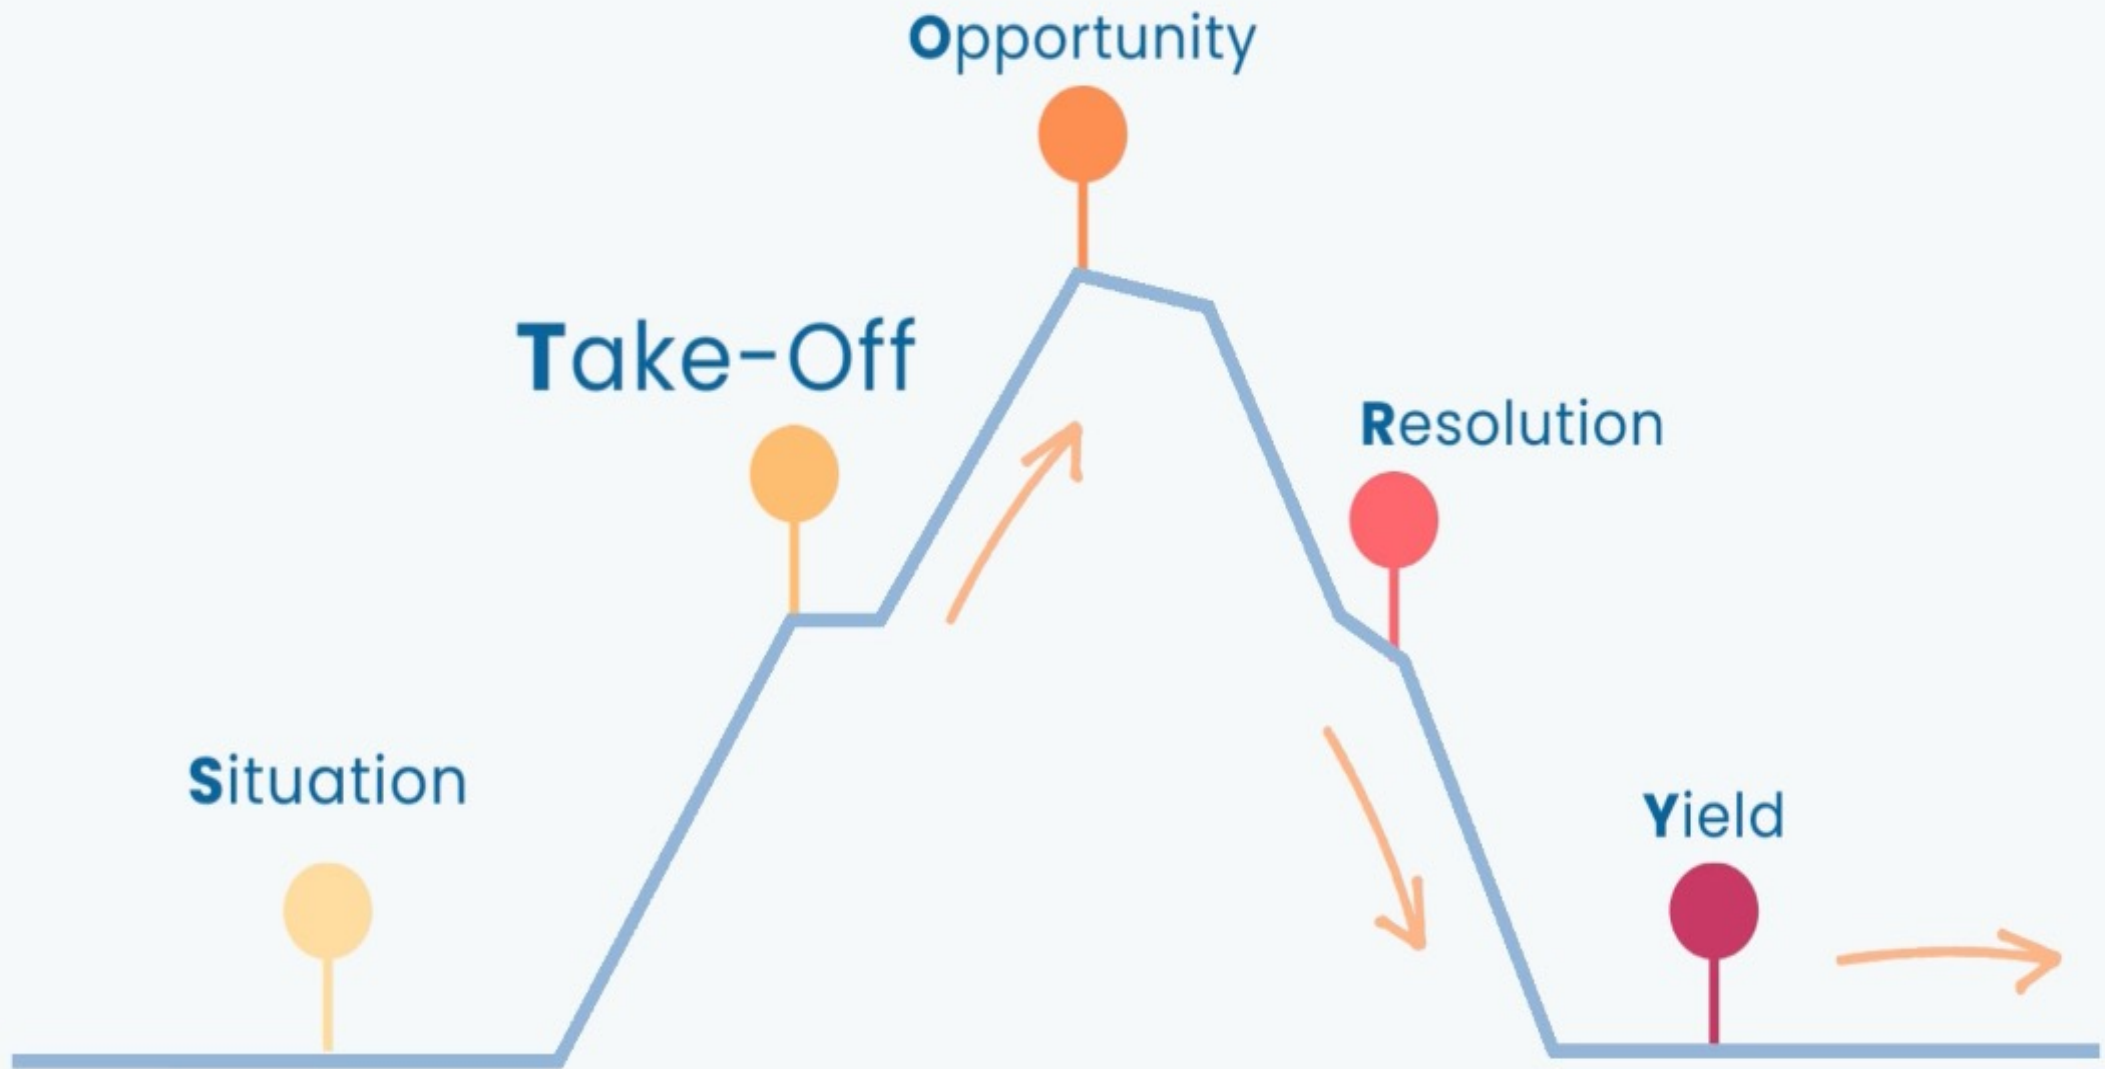 Situation
Take-Off
Opportunity
Resolution
Yield